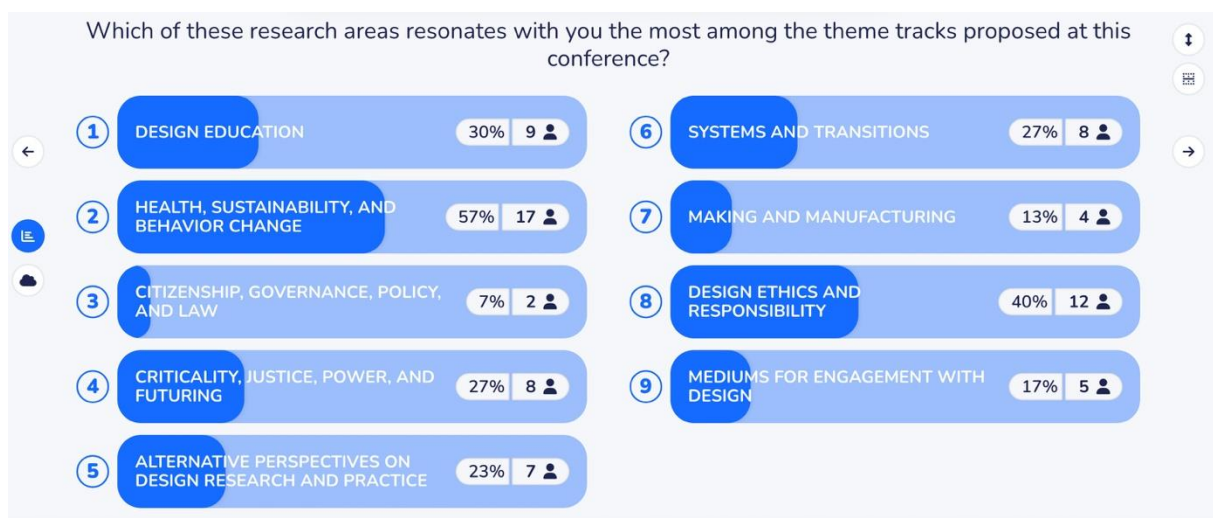 Which of these research areas resonates with you the most among the theme tracks proposed at this
conference?
1 DESIGN EDUCATION 30% 9
2 HEALTH, SUSTAINABILITY, AND
BEHAVIOR CHANGE 57% 17
3 CITIZENSHIP, GOVERNANCE, POLICY,
AND LAW 7% 2
4 CRITICALITY, JUSTICE, POWER, AND
FUTURING 27% 8
5 ALTERNATIVE PERSPECTIVES ON
DESIGN RESEARCH AND PRACTICE 23% 7
6 SYSTEMS AND TRANSITIONS 27% 8
7 MAKING AND MANUFACTURING 13% 4
8 DESIGN ETHICS AND
RESPONSIBILITY 40% 12
9 MEDIUMS FOR ENGAGEMENT WITH
DESIGN 17% 5